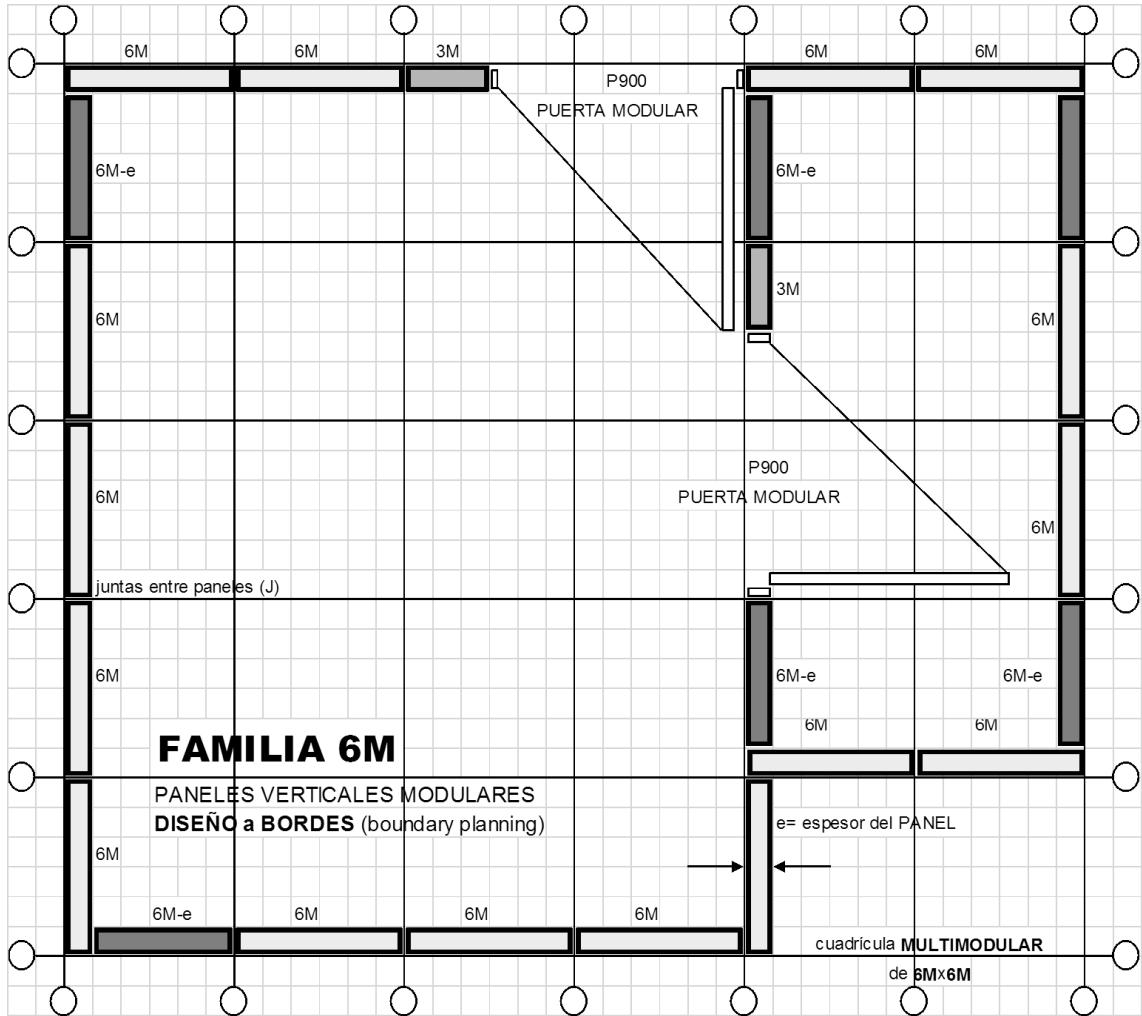 6M
6M
3M
6M
6M
P900
PUERTA MODULAR
6M-e
6M-e
3M
6M
6M
P900
PUERTA MODULAR
6M
6M
juntas entre paneles (J)
6M
6M-e
6M-e
6M
6M
FAMILIA 6M
PANELES VERTICALES MODULARES
DISEÑO a BORDES (boundary planning)
e= espesor del PANEL
6M
6M-e
6M
6M
6M
cuadrícula MULTIMODULAR
de 6Mx6M